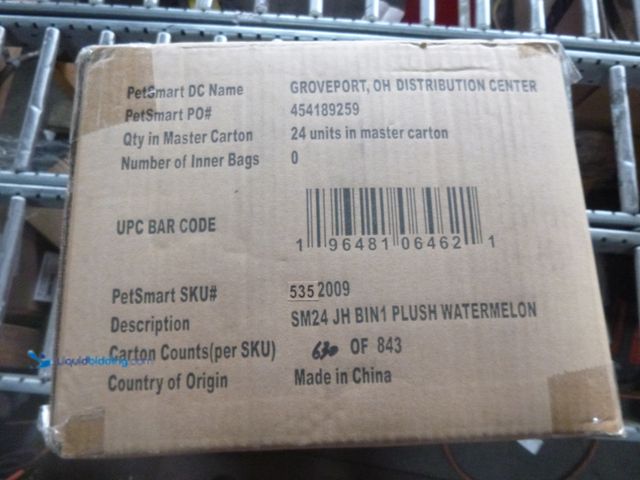 PetSmart DC Name GROVEPORT, OH DISTRIBUTION CENTER
PetSmart PO# 454189259
Qty in Master Carton 24 units in master carton
Number of Inner Bags 0
UPC BAR CODE
1 96481 06462 1
PetSmart SKU# 5352009
Description SM24 JH BIN1 PLUSH WATERMELON
Carton Counts(per SKU) 630 OF 843
Liquidbidding.com
Country of Origin Made in China